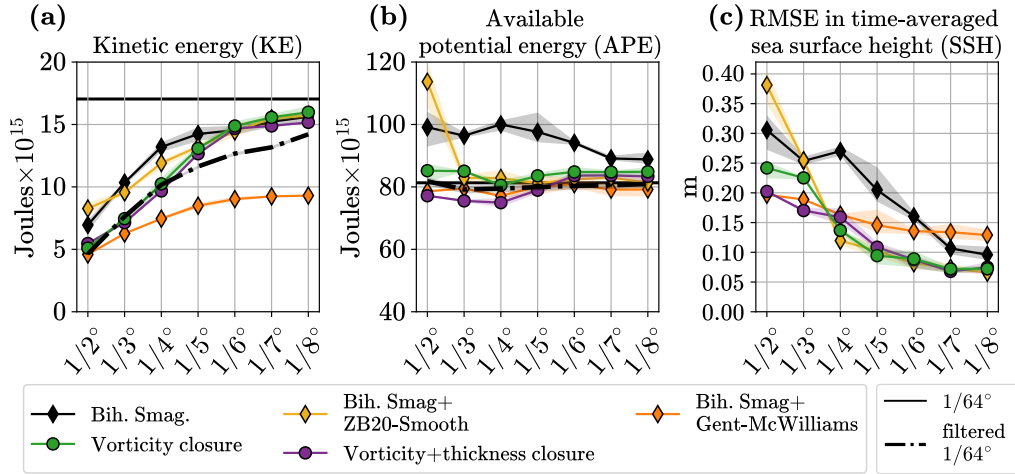 (a)
Kinetic energy (KE)
Joules×10^15
20
15
10
5
0
1/2°
1/3°
1/4°
1/5°
1/6°
1/7°
1/8°
(b)
Available
potential energy (APE)
Joules×10^15
120
100
80
60
40
1/2°
1/3°
1/4°
1/5°
1/6°
1/7°
1/8°
(c)
RMSE in time-averaged
sea surface height (SSH)
m
0.40
0.35
0.30
0.25
0.20
0.15
0.10
0.05
0.00
1/2°
1/3°
1/4°
1/5°
1/6°
1/7°
1/8°
Bih. Smag.
Vorticity closure
Bih. Smag+
ZB20-Smooth
Vorticity+thickness closure
Bih. Smag+
Gent-McWilliams
1/64°
filtered
1/64°